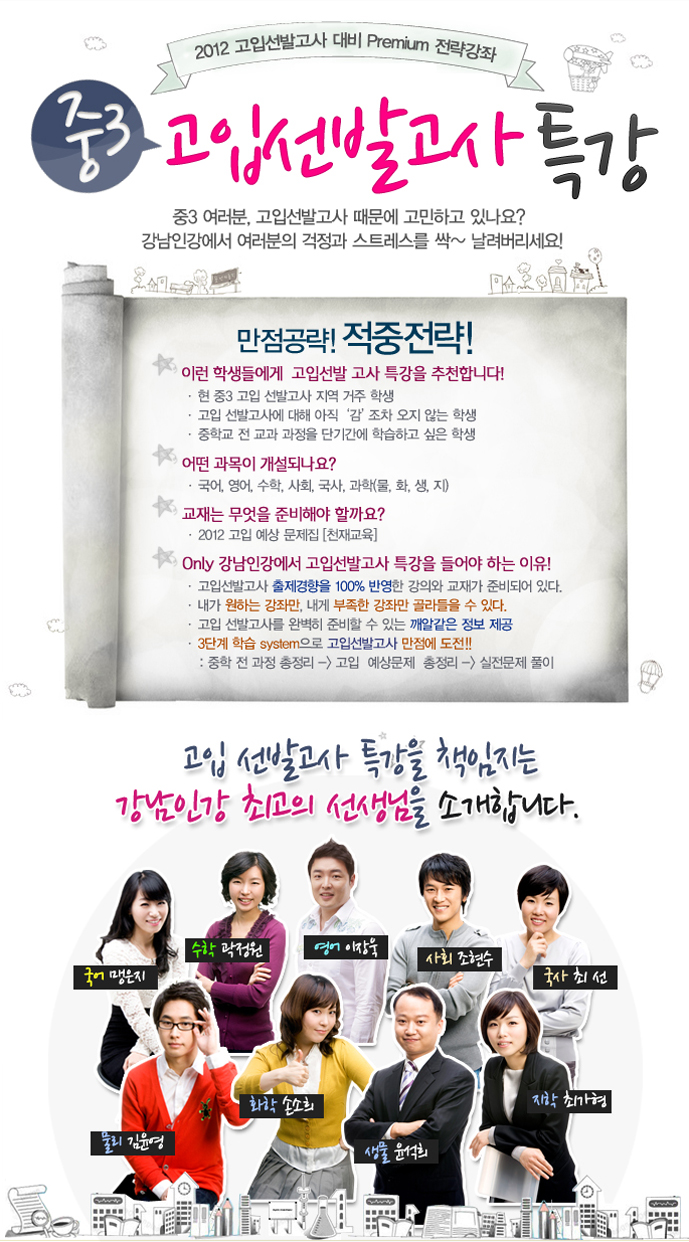 2012 고입선발고사 대비 Premium 전략강좌
중3
고입선발고사 특강
중3 여러분, 고입선발고사 때문에 고민하고 있나요?
강남인강에서 여러분의 걱정과 스트레스를 싹~ 날려버리세요!
만점공략! 적중전략!
이런 학생들에게 고입선발 고사 특강을 추천합니다!
· 현 중3 고입 선발고사 지역 거주 학생
· 고입 선발고사에 대해 아직 '감' 조차 오지 않는 학생
· 중학교 전 교과 과정을 단기간에 학습하고 싶은 학생
어떤 과목이 개설되나요?
· 국어, 영어, 수학, 사회, 국사, 과학(물, 화, 생, 지)
교재는 무엇을 준비해야 할까요?
· 2012 고입 예상 문제집 [천재교육]
Only 강남인강에서 고입선발고사 특강을 들어야 하는 이유!
· 고입선발고사 출제경향을 100% 반영한 강의와 교재가 준비되어 있다.
· 내가 원하는 강좌만, 내게 부족한 강좌만 골라들을 수 있다.
· 고입 선발고사를 완벽히 준비할 수 있는 깨알같은 정보 제공
· 3단계 학습 system으로 고입선발고사 만점에 도전!!
: 중학 전 과정 총정리 -> 고입 예상문제 총정리 -> 실전문제 풀이
고입 선발고사 특강을 책임지는
강남인강 최고의 선생님을 소개합니다.
국어 맹은지
수학 곽정원
영어 이장욱
사회 조현수
국사 최 선
물리 김윤영
화학 손소희
생물 윤석희
지학 최가형